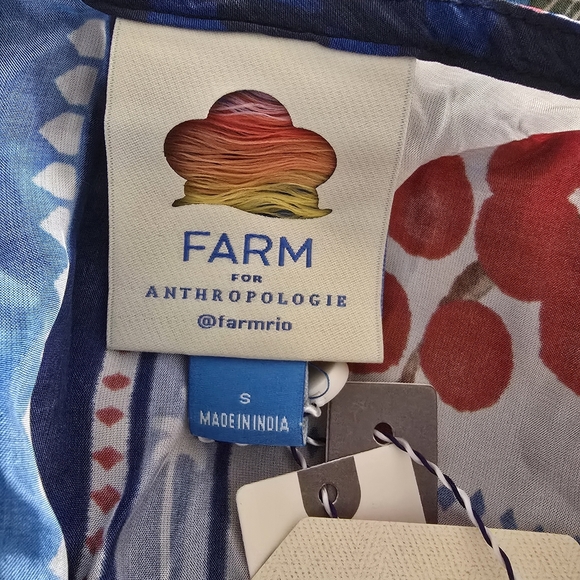 FARM
FOR
ANTHROPOLOGIE
@farmrio
S
MADE IN INDIA